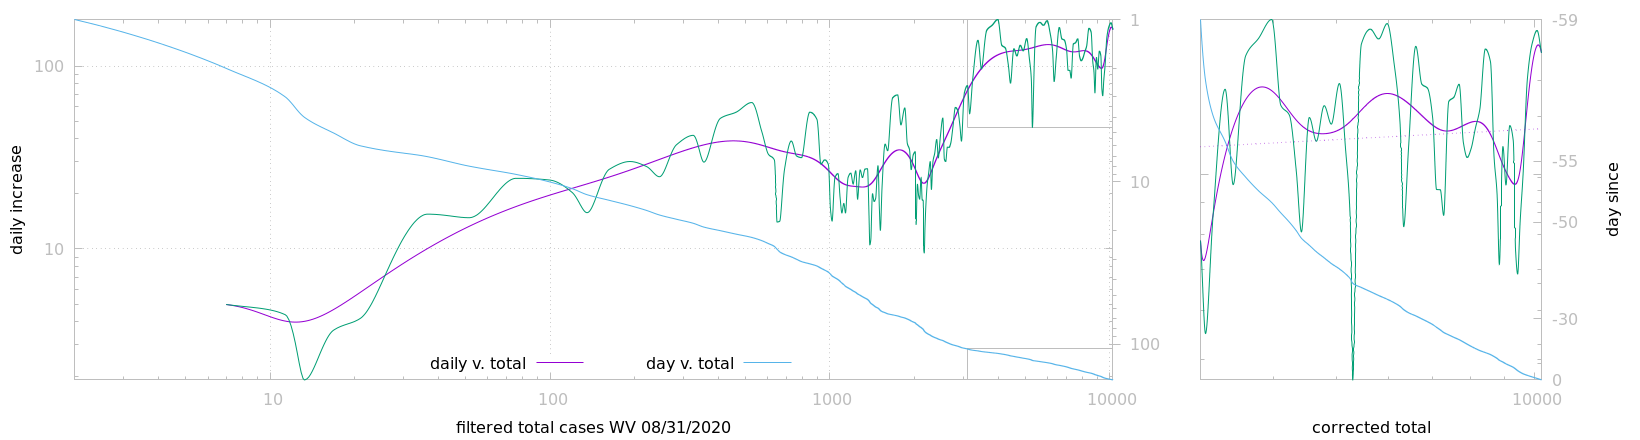 1
-59
100
daily increase
10
-55
day since
-50
10
-30
100
daily v. total
day v. total
0
10
100
1000
10000
10000
filtered total cases WV 08/31/2020
corrected total